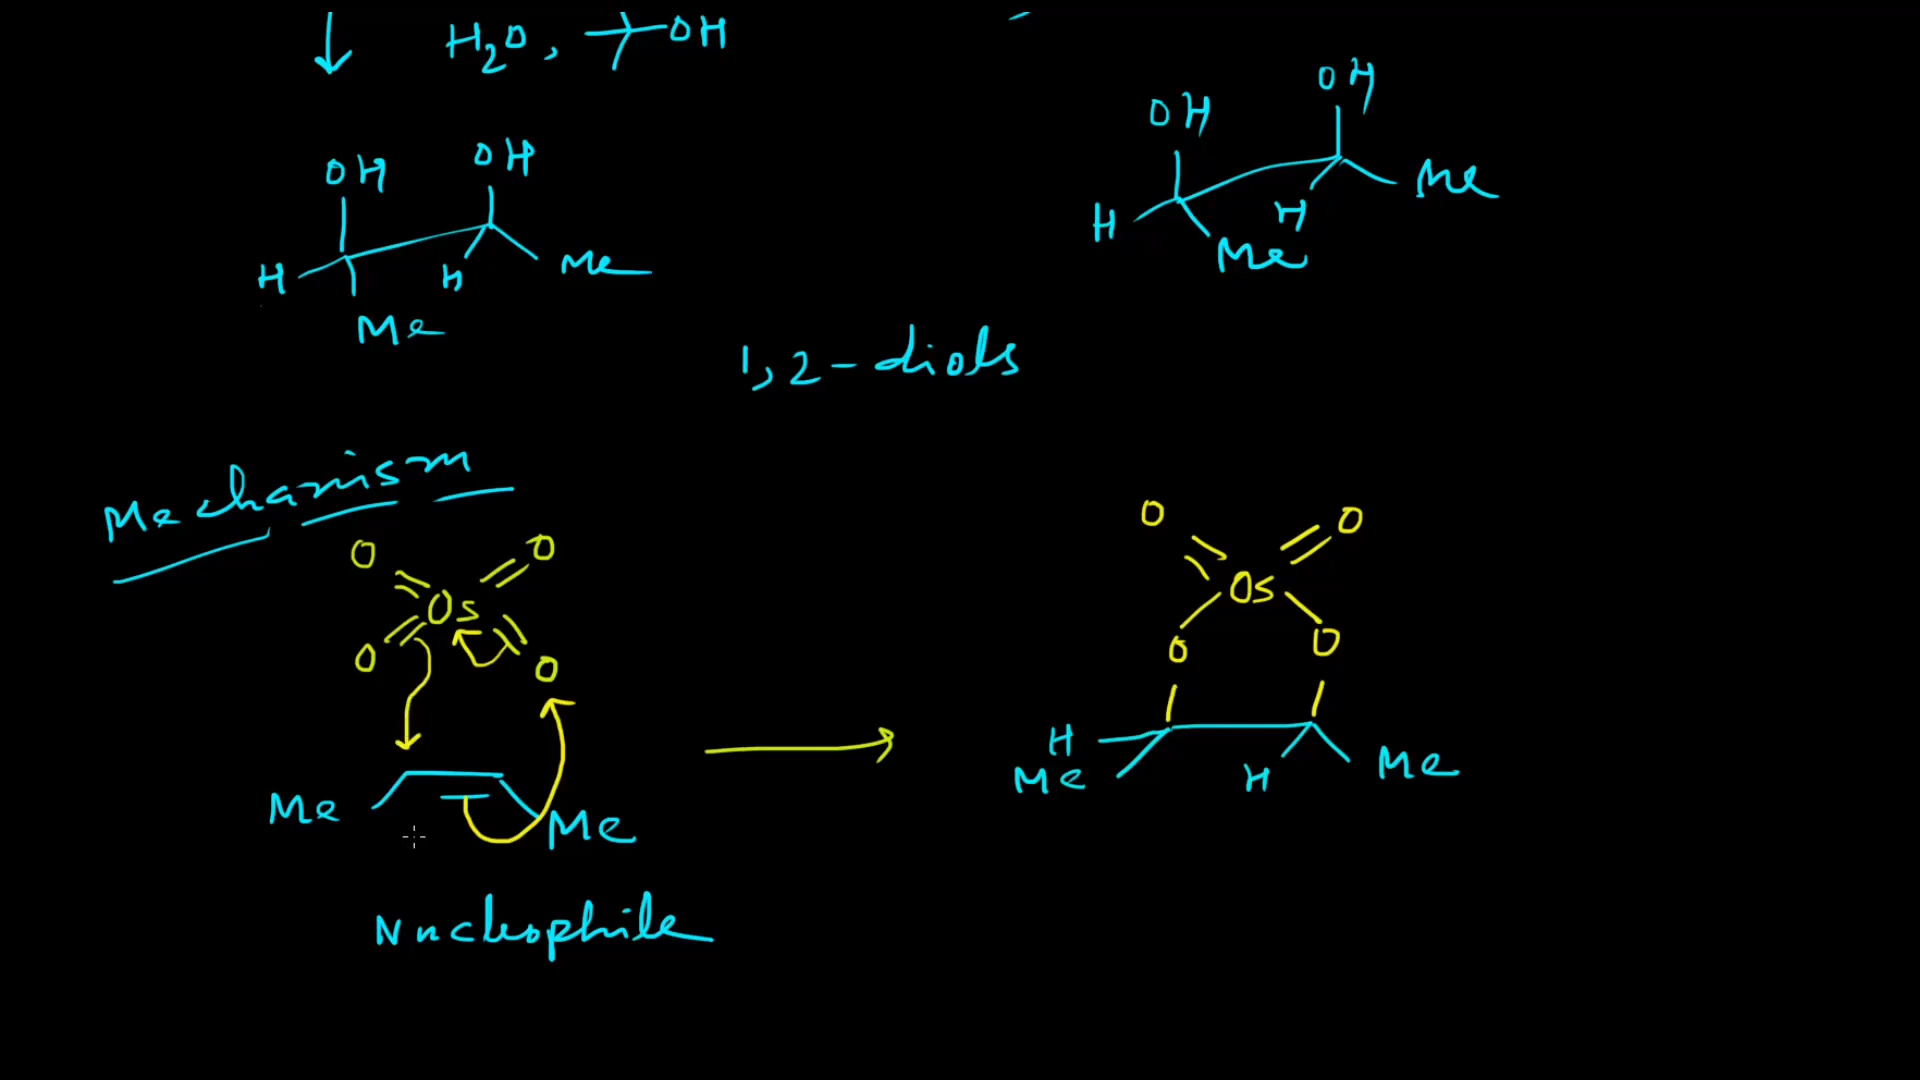 H2O, OH
OH OH
H H Me
Me
OH OH
H H Me
Me
1,2-diols
Mechanism
O O
Os
O O
Me Me
Nucleophile
O O
Os
O O
H
Me H Me